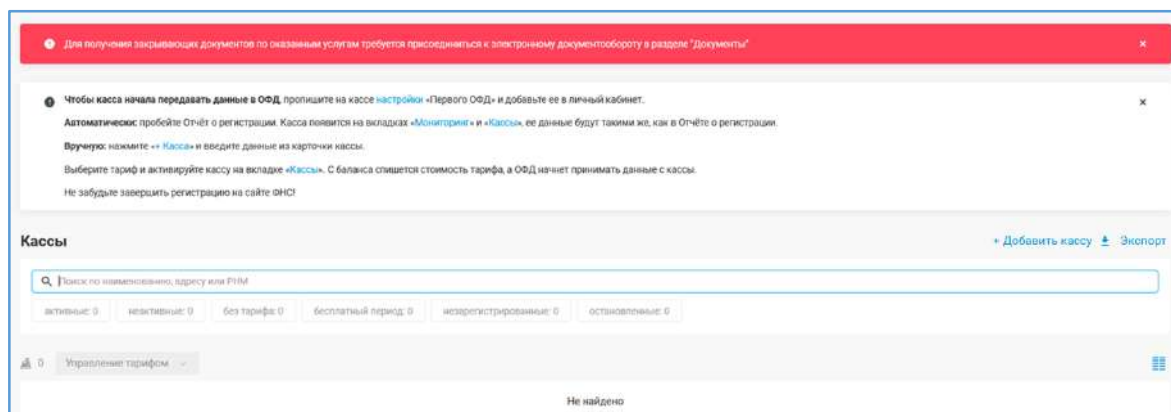 Для получения закрывающих документов по оказанным услугам требуется присоединиться к электронному документообороту в разделе "Документы"
Чтобы касса начала передавать данные в ОФД, пропишите на кассе настройки «Первого ОФД» и добавьте ее в личный кабинет.
Автоматически: пробейте Отчёт о регистрации. Касса появится на вкладках «Мониторинг» и «Кассы», ее данные будут такими же, как в Отчёте о регистрации.
Вручную: нажмите «+ Касса» и введите данные из карточки кассы.
Выберите тариф и активируйте кассу на вкладке «Кассы». С баланса спишется стоимость тарифа, а ОФД начнет принимать данные с кассы.
Не забудьте завершить регистрацию на сайте ФНС!
Кассы
+ Добавить кассу Экспорт
Поиск по наименованию, адресу или РНМ
активные: 0 неактивные: 0 без тарифа: 0 бесплатный период: 0 незарегистрированные: 0 остановленные: 0
0 Управление тарифом
Не найдено